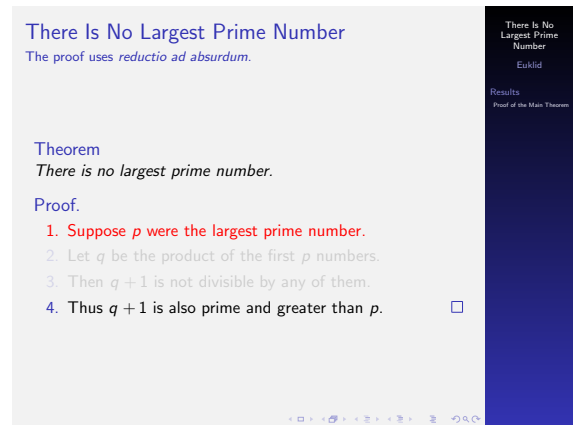 There Is No Largest Prime Number
The proof uses reductio ad absurdum.
Theorem
There is no largest prime number.
Proof.
1. Suppose p were the largest prime number.
2. Let q be the product of the first p numbers.
3. Then q + 1 is not divisible by any of them.
4. Thus q + 1 is also prime and greater than p.
There Is No
Largest Prime
Number
Euklid
Results
Proof of the Main Theorem